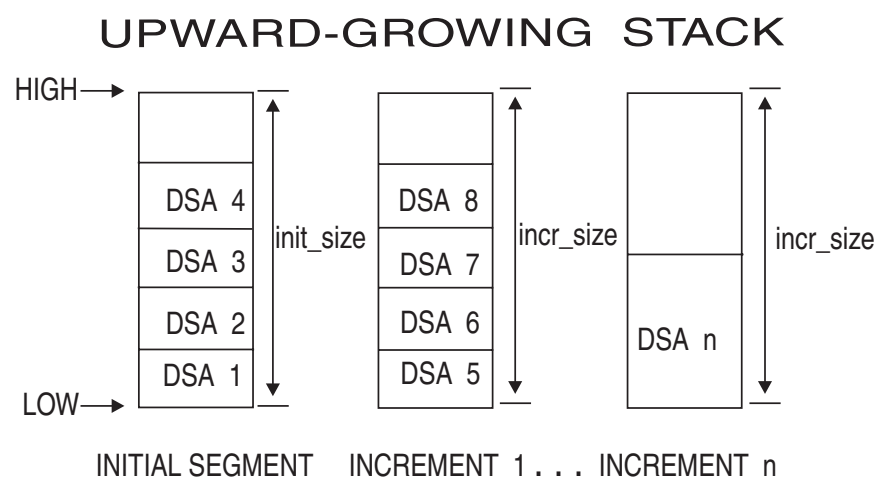 UPWARD-GROWING STACK
HIGH
DSA 4
DSA 3
DSA 2
DSA 1
init_size
LOW
DSA 8
DSA 7
DSA 6
DSA 5
incr_size
DSA n
incr_size
INITIAL SEGMENT INCREMENT 1 . . . INCREMENT n